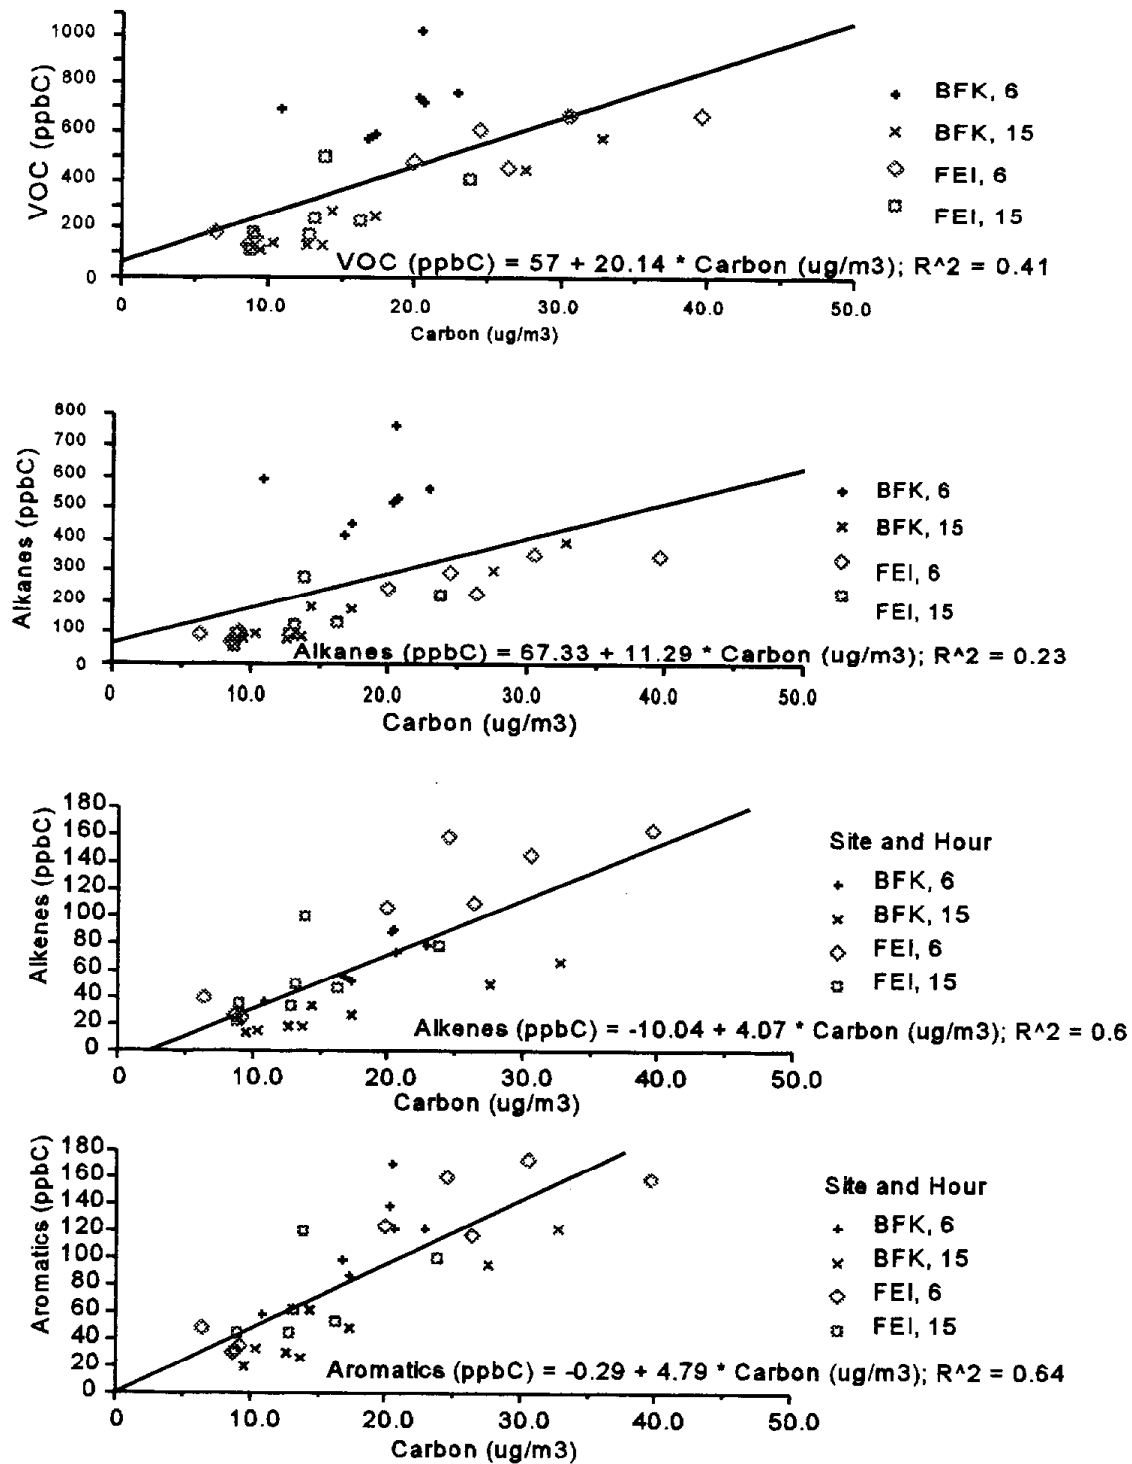 1000
800
600
400
200
100
0
VOC (ppbC)
BFK, 6
BFK, 15
FEI, 6
FEI, 15
VOC (ppbC) = 57 + 20.14 * Carbon (ug/m3); R^2 = 0.41
0 10.0 20.0 30.0 40.0 50.0
Carbon (ug/m3)
800
700
600
500
400
300
200
100
0
Alkanes (ppbC)
BFK, 6
BFK, 15
FEI, 6
FEI, 15
Alkanes (ppbC) = 67.33 + 11.29 * Carbon (ug/m3); R^2 = 0.23
0 10.0 20.0 30.0 40.0 50.0
Carbon (ug/m3)
180
160
140
120
100
80
60
40
20
0
Alkenes (ppbC)
Site and Hour
BFK, 6
BFK, 15
FEI, 6
FEI, 15
Alkenes (ppbC) = -10.04 + 4.07 * Carbon (ug/m3); R^2 = 0.6
0 10.0 20.0 30.0 40.0 50.0
Carbon (ug/m3)
180
160
140
120
100
80
60
40
20
0
Aromatics (ppbC)
Site and Hour
BFK, 6
BFK, 15
FEI, 6
FEI, 15
Aromatics (ppbC) = -0.29 + 4.79 * Carbon (ug/m3); R^2 = 0.64
0 10.0 20.0 30.0 40.0 50.0
Carbon (ug/m3)